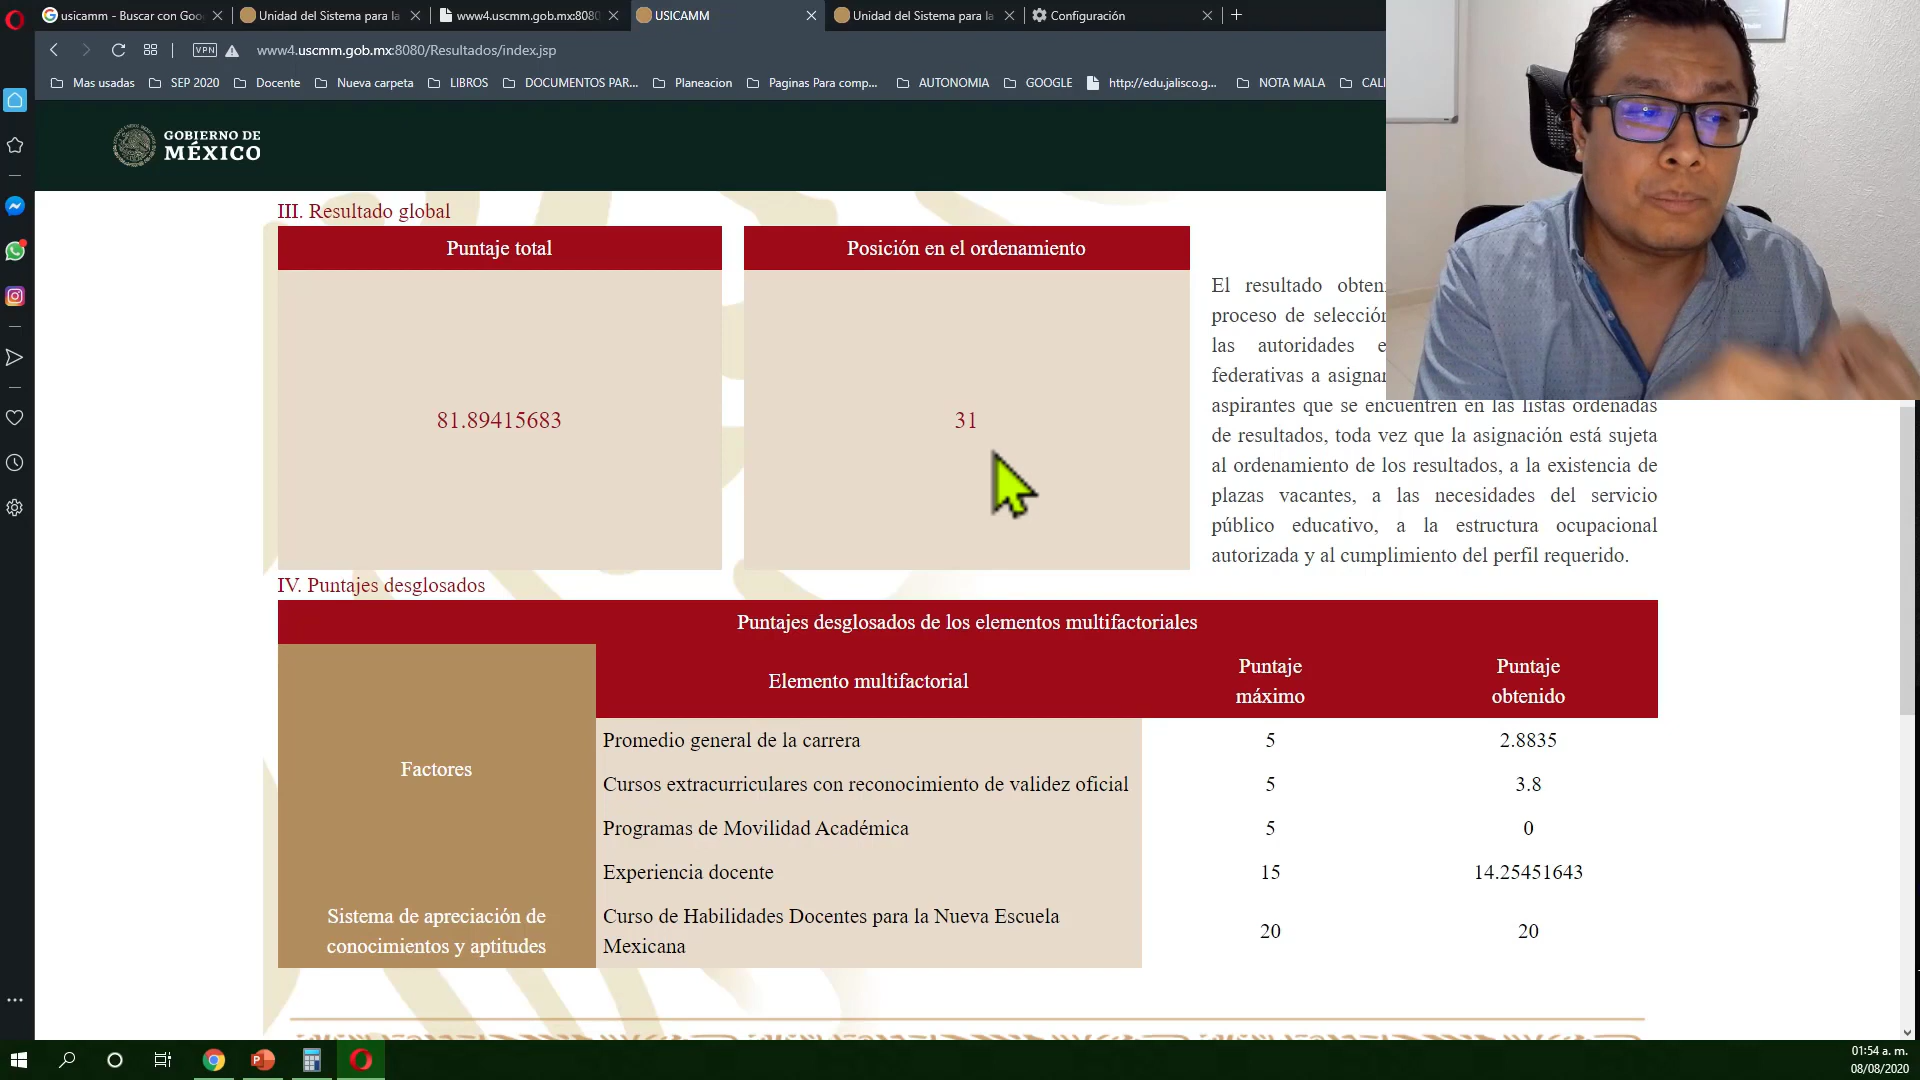 usicamm - Buscar con Goo
Unidad del Sistema para la
www4.uscmm.gob.mx:8080
USICAMM
Unidad del Sistema para la
Configuración
VPN
www4.uscmm.gob.mx:8080/Resultados/index.jsp
Mas usadas
SEP 2020
Docente
Nueva carpeta
LIBROS
DOCUMENTOS PAR...
Planeacion
Paginas Para comp...
AUTONOMIA
GOOGLE
http://edu.jalisco.g...
NOTA MALA
CALI
GOBIERNO DE
MÉXICO
III. Resultado global
Puntaje total
Posición en el ordenamiento
81.89415683
31
El resultado obten
proceso de selección
las autoridades e
federativas a asignar
aspirantes que se encuentren en las listas ordenadas
de resultados, toda vez que la asignación está sujeta
al ordenamiento de los resultados, a la existencia de
plazas vacantes, a las necesidades del servicio
público educativo, a la estructura ocupacional
autorizada y al cumplimiento del perfil requerido.
IV. Puntajes desglosados
Puntajes desglosados de los elementos multifactoriales
Elemento multifactorial
Puntaje
máximo
Puntaje
obtenido
Factores
Promedio general de la carrera
5
2.8835
Cursos extracurriculares con reconocimiento de validez oficial
5
3.8
Programas de Movilidad Académica
5
0
Experiencia docente
15
14.25451643
Sistema de apreciación de
conocimientos y aptitudes
Curso de Habilidades Docentes para la Nueva Escuela
Mexicana
20
20
01:54 a. m.
08/08/2020